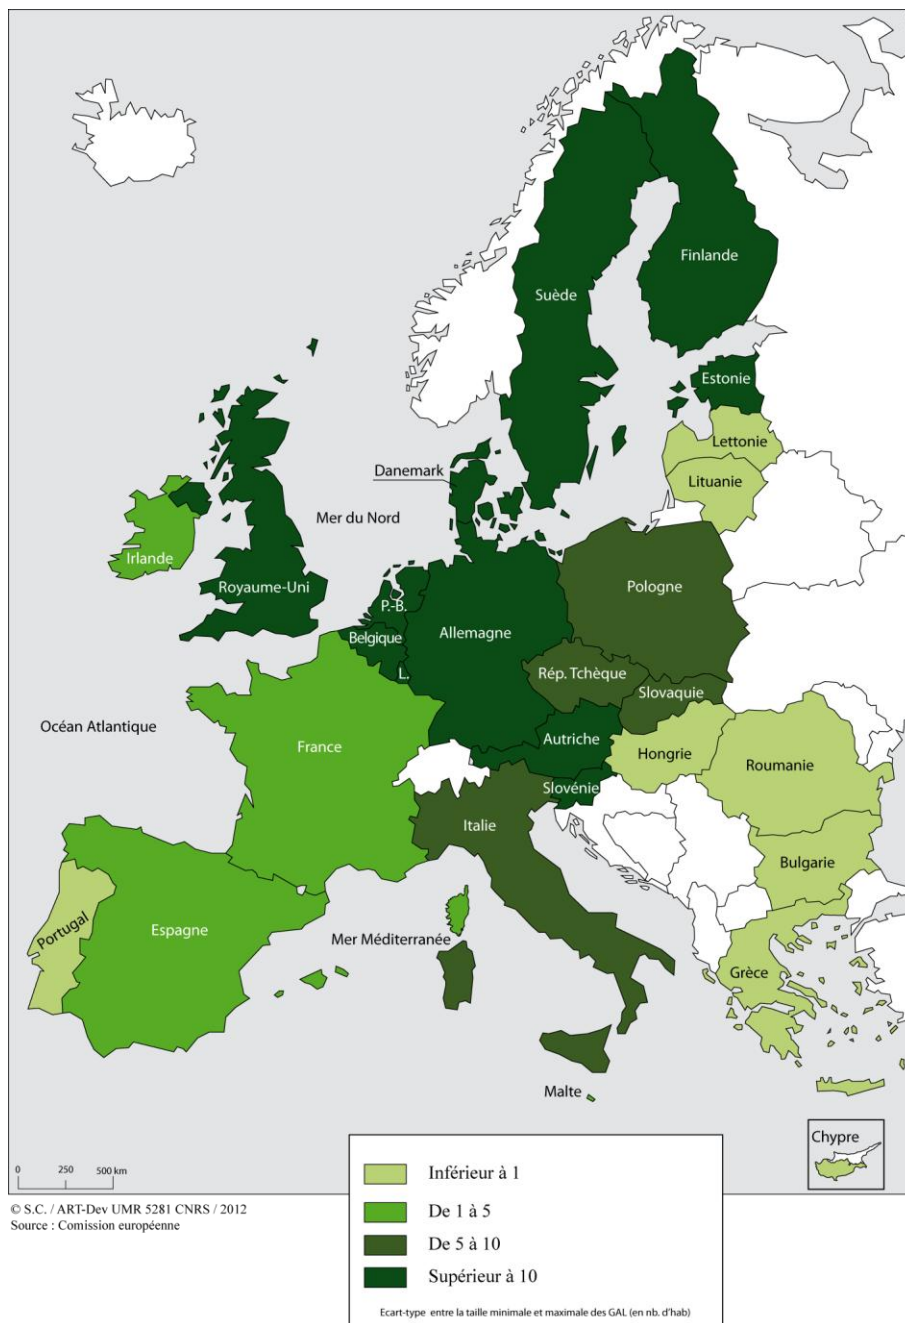 Finlande
Suède
Estonie
Lettonie
Danemark
Lituanie
Mer du Nord
Irlande
Pologne
Royaume-Uni
P.-B.
Allemagne
Belgique
L.
Rép. Tchèque
Slovaquie
Océan Atlantique
Autriche
France
Hongrie
Roumanie
Slovénie
Italie
Bulgarie
Portugal
Espagne
Mer Méditerranée
Grèce
Malte
Chypre
0 250 500 km
© S.C. / ART-Dev UMR 5281 CNRS / 2012
Source : Comission européenne
Inférieur à 1
De 1 à 5
De 5 à 10
Supérieur à 10
Ecart-type entre la taille minimale et maximale des GAL (en nb. d'hab)